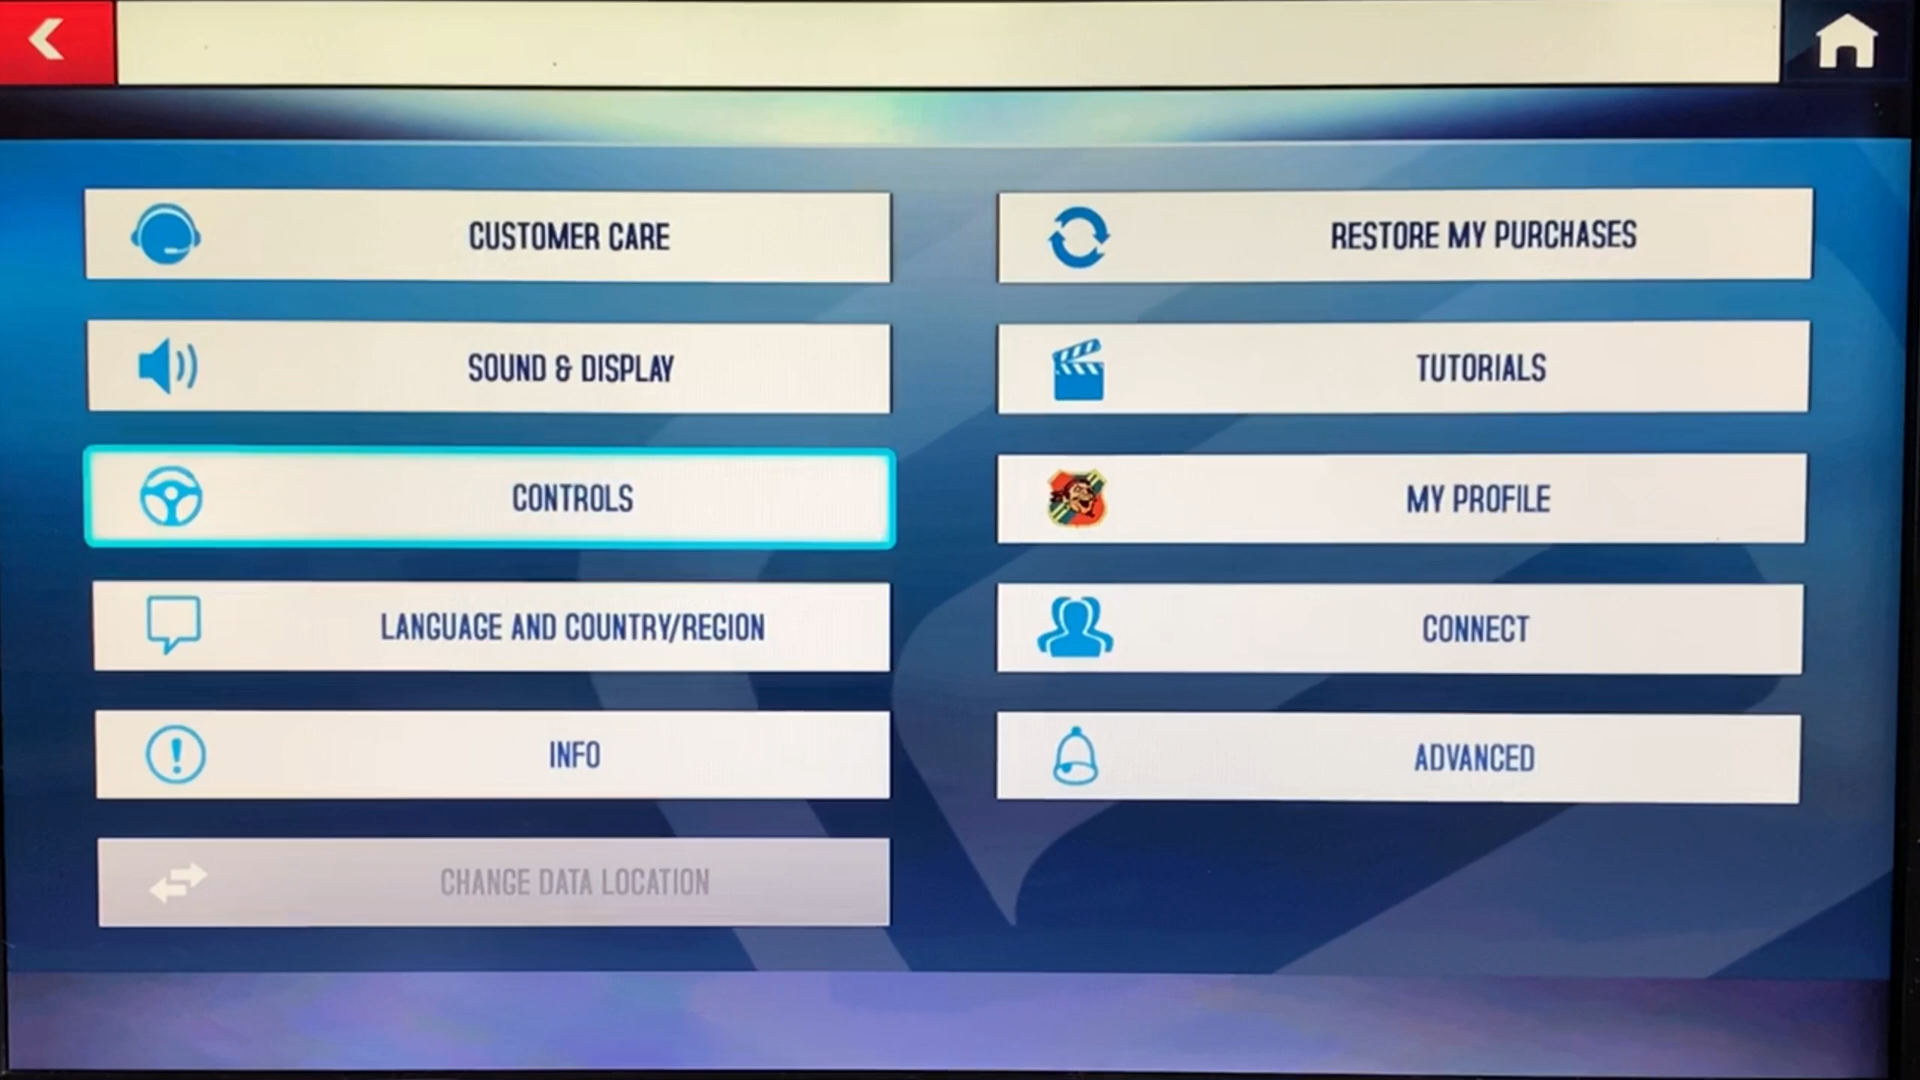 CUSTOMER CARE
SOUND & DISPLAY
CONTROLS
LANGUAGE AND COUNTRY/REGION
INFO
CHANGE DATA LOCATION
RESTORE MY PURCHASES
TUTORIALS
MY PROFILE
CONNECT
ADVANCED